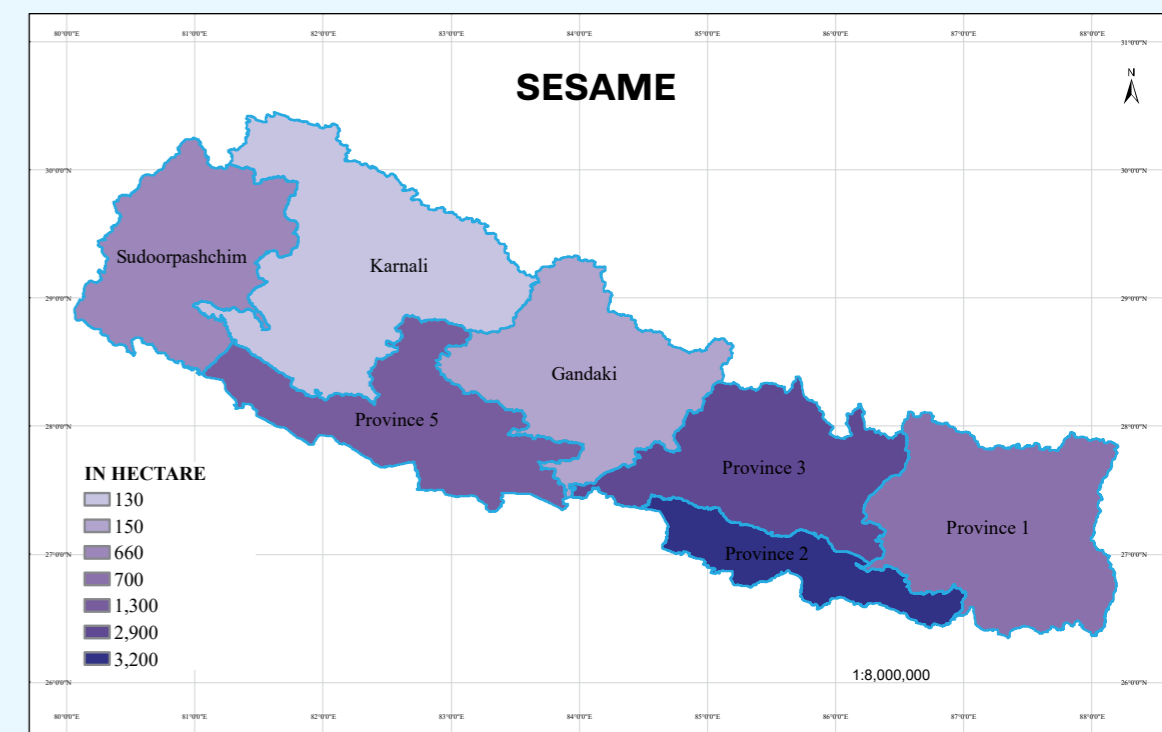 80°0'0"E 81°0'0"E 82°0'0"E 83°0'0"E 84°0'0"E 85°0'0"E 86°0'0"E 87°0'0"E 88°0'0"E
31°0'0"N
SESAME
N
30°0'0"N 30°0'0"N
Sudoorpashchim
Karnali
29°0'0"N 29°0'0"N
Gandaki
Province 5
28°0'0"N 28°0'0"N
Province 3
Province 1
Province 2
27°0'0"N 27°0'0"N
IN HECTARE
130
150
660
700
1,300
2,900
3,200
1:8,000,000
26°0'0"N 26°0'0"N
80°0'0"E 81°0'0"E 82°0'0"E 83°0'0"E 84°0'0"E 85°0'0"E 86°0'0"E 87°0'0"E 88°0'0"E